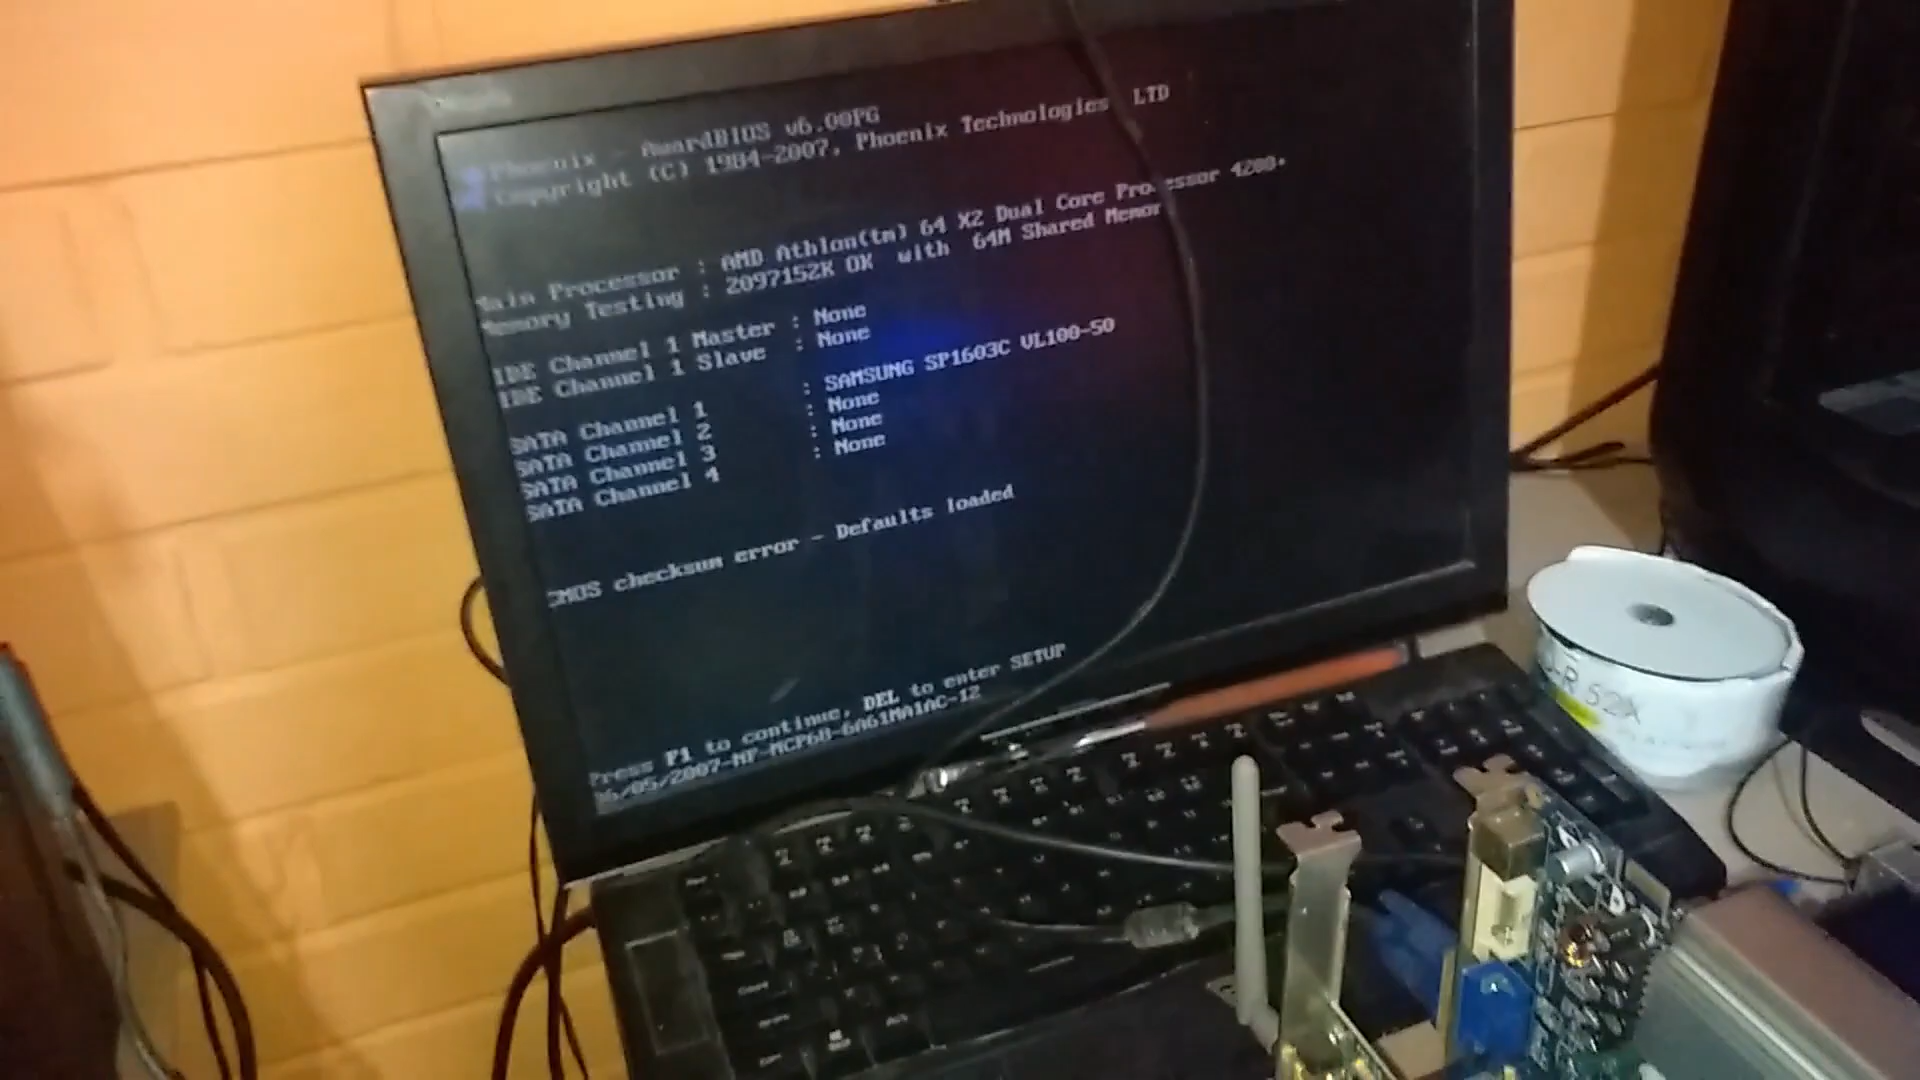 Phoenix - AwardBIOS v6.00PG
Copyright (C) 1984-2007, Phoenix Technologies LTD
Main Processor : AMD Athlon(tm) 64 X2 Dual Core Processor 4200+
Memory Testing : 2097152K OK with 64M Shared Memory
IDE Channel 1 Master : None
IDE Channel 1 Slave : None
SATA Channel 1 : SAMSUNG SP1603C VL100-50
SATA Channel 2 : None
SATA Channel 3 : None
SATA Channel 4 : None
CMOS checksum error - Defaults loaded
Press F1 to continue, DEL to enter SETUP
06/05/2007-NF-MCP68-6A61MA1AC-12
-R 52X